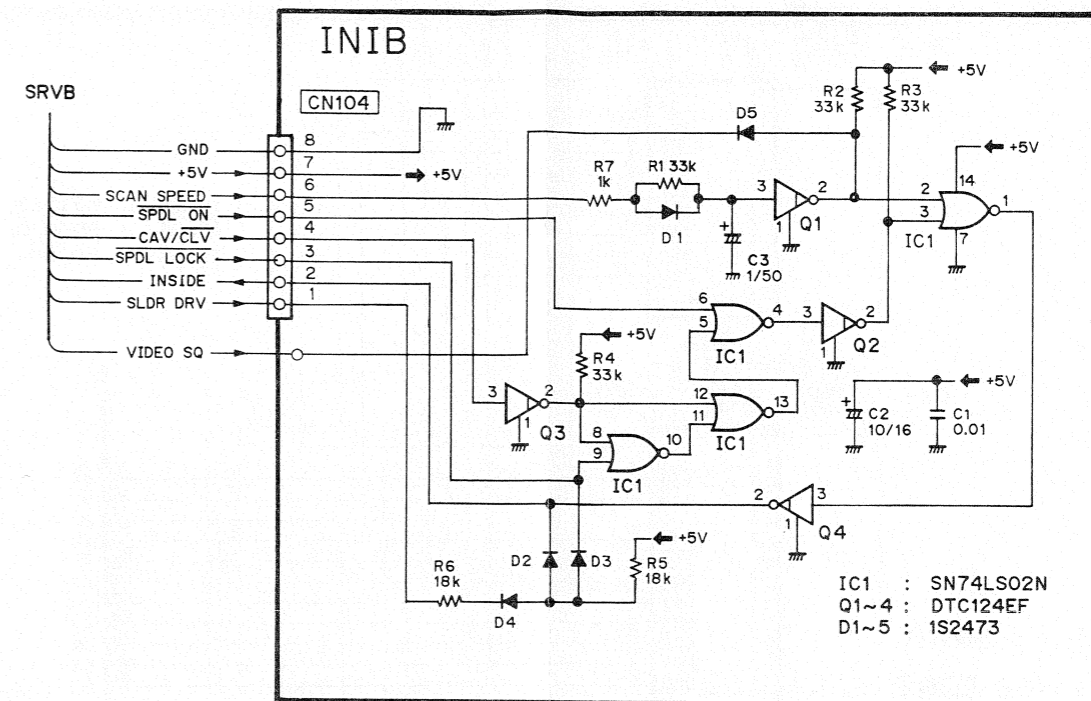 INIB
SRVB
CN104
GND
8
+5V
7
+5V
SCAN SPEED
6
SPDL ON
5
CAV/CLV
4
SPDL LOCK
3
INSIDE
2
SLDR DRV
1
VIDEO SQ
+5V
R2
33k
R3
33k
D5
R7
1k
R1 33k
D1
+
C3
1/50
3
2
1
Q1
+5V
14
2
3
1
7
IC1
6
5
4
IC1
3
2
1
Q2
+5V
R4
33k
3
2
1
Q3
12
11
13
IC1
8
9
10
IC1
+5V
+
C2
10/16
C1
0.01
2
3
1
Q4
D2
D3
+5V
R5
18k
R6
18k
D4
IC1 : SN74LS02N
Q1~4 : DTC124EF
D1~5 : 1S2473